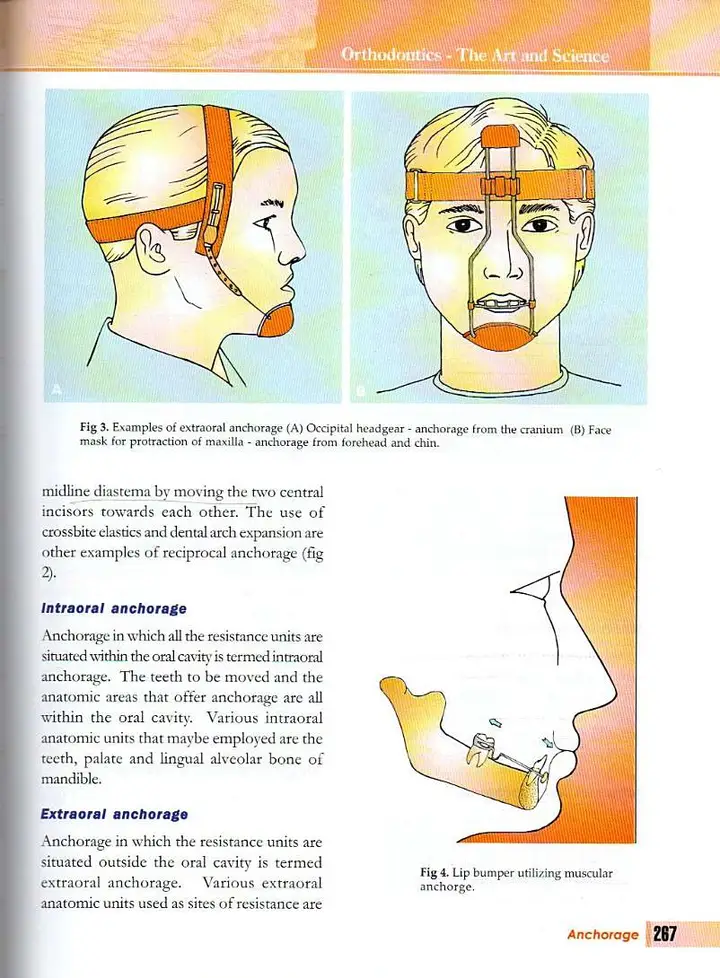 Orthodontics - The Art and Science
A
B
Fig 3. Examples of extraoral anchorage (A) Occipital headgear - anchorage from the cranium (B) Face
mask for protraction of maxilla - anchorage from forehead and chin.
midline diastema by moving the two central
incisors towards each other. The use of
crossbite elastics and dental arch expansion are
other examples of reciprocal anchorage (fig
2).
Intraoral anchorage
Anchorage in which all the resistance units are
situated within the oral cavity is termed intraoral
anchorage. The teeth to be moved and the
anatomic areas that offer anchorage are all
within the oral cavity. Various intraoral
anatomic units that maybe employed are the
teeth, palate and lingual alveolar bone of
mandible.
Extraoral anchorage
Anchorage in which the resistance units are
situated outside the oral cavity is termed
extraoral anchorage. Various extraoral
anatomic units used as sites of resistance are
Fig 4. Lip bumper utilizing muscular
anchorge.
Anchorage 267